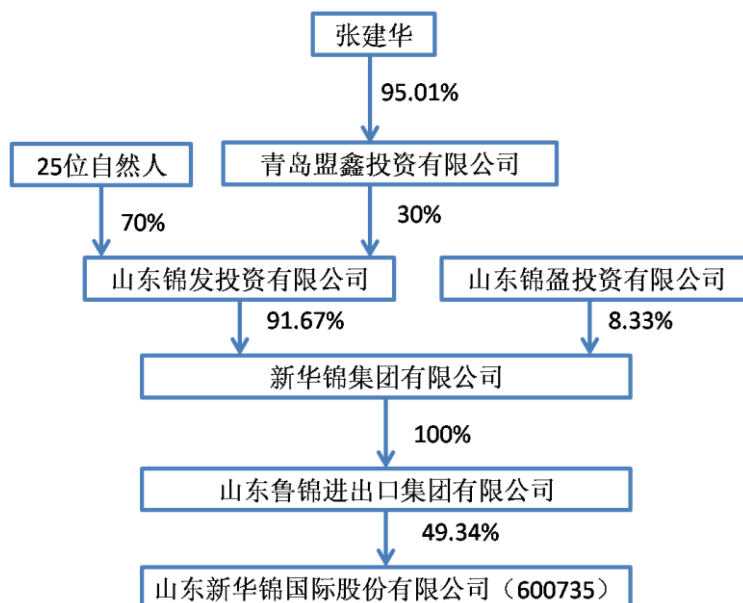 张建华
95.01%
25位自然人
青岛盟鑫投资有限公司
70%
30%
山东锦发投资有限公司
山东锦盈投资有限公司
91.67%
8.33%
新华锦集团有限公司
100%
山东鲁锦进出口集团有限公司
49.34%
山东新华锦国际股份有限公司（600735）